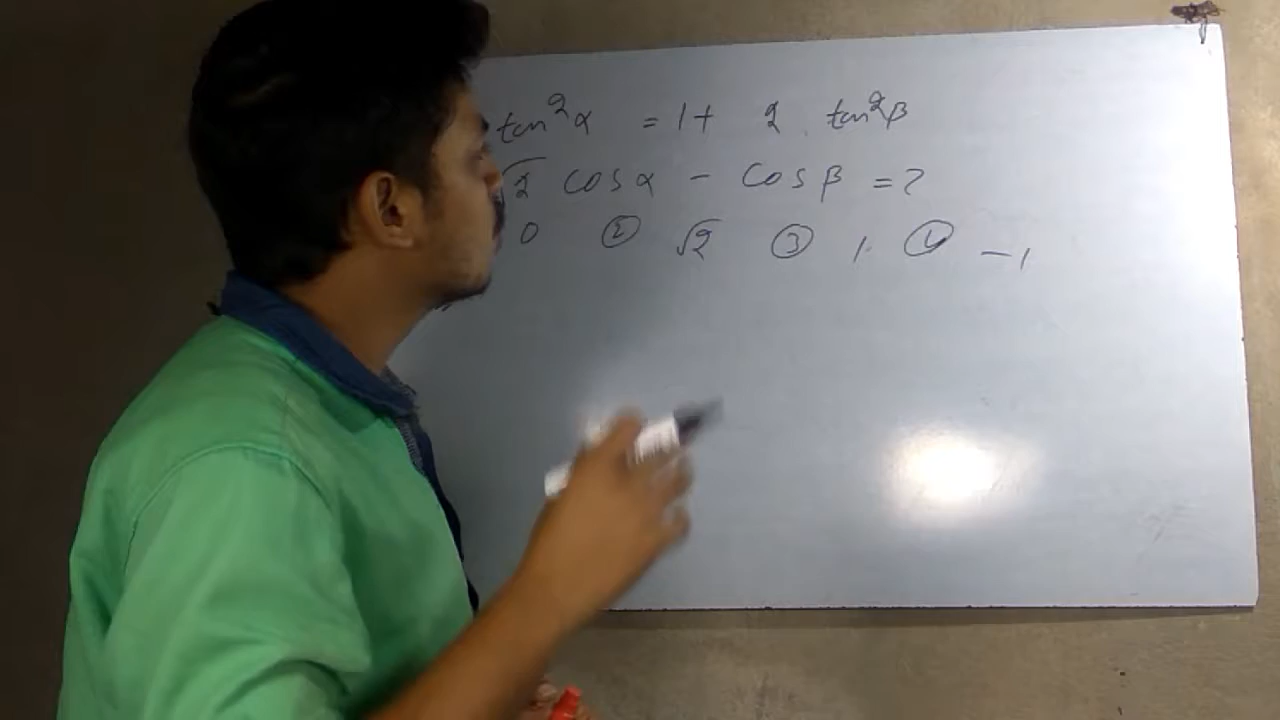 tan²α = 1 + 2 . tan²β
√2 cosα - cosβ = ?
0 ② √2 ③ 1 ④ -1